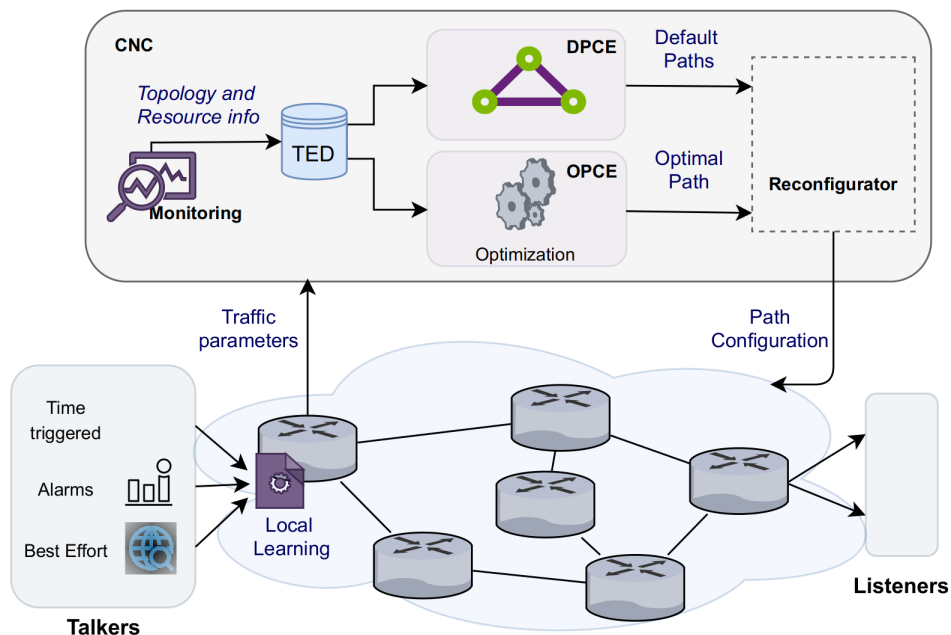 CNC
Topology and
Resource info
Monitoring
TED
DPCE
OPCE
Optimization
Default
Paths
Optimal
Path
Reconfigurator
Traffic
parameters
Path
Configuration
Time
triggered
Alarms
Best Effort
Talkers
Local
Learning
Listeners